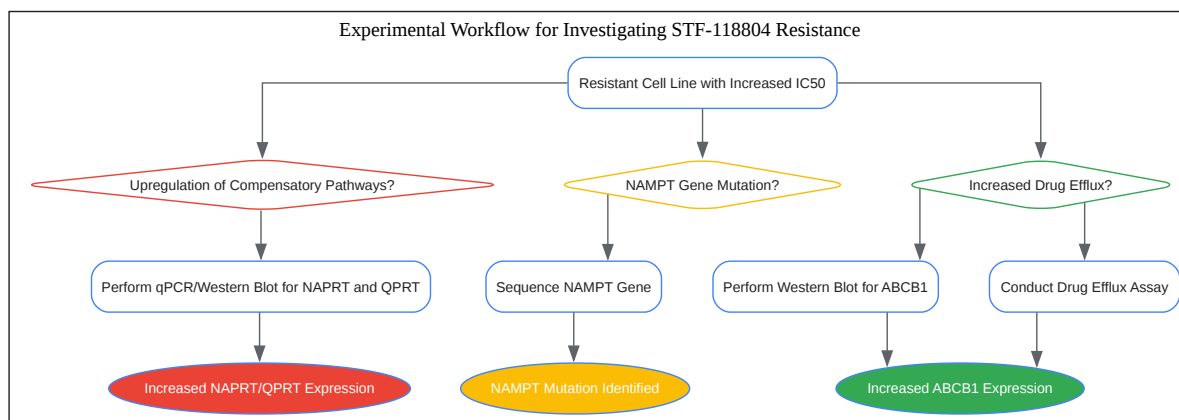 Experimental Workflow for Investigating STF-118804 Resistance
Resistant Cell Line with Increased IC50
Upregulation of Compensatory Pathways?
NAMPT Gene Mutation?
Increased Drug Efflux?
Perform qPCR/Western Blot for NAPRT and QPRT
Sequence NAMPT Gene
Perform Western Blot for ABCB1
Conduct Drug Efflux Assay
Increased NAPRT/QPRT Expression
NAMPT Mutation Identified
Increased ABCB1 Expression